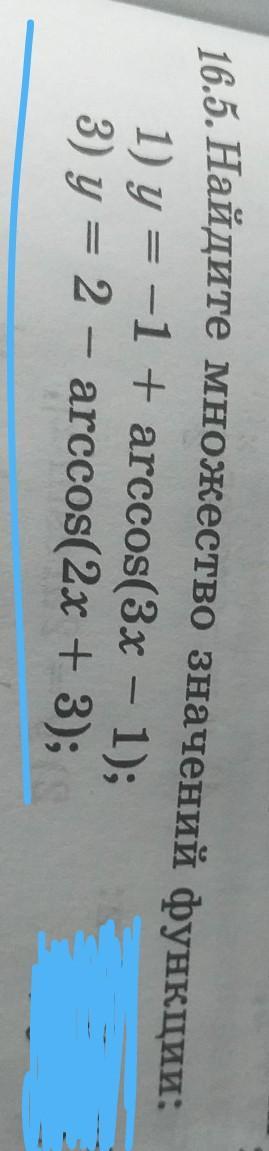 16.5. Найдите множество значений функции:
1) y = −1 + arccos(3x − 1);
3) y = 2 − arccos(2x + 3);